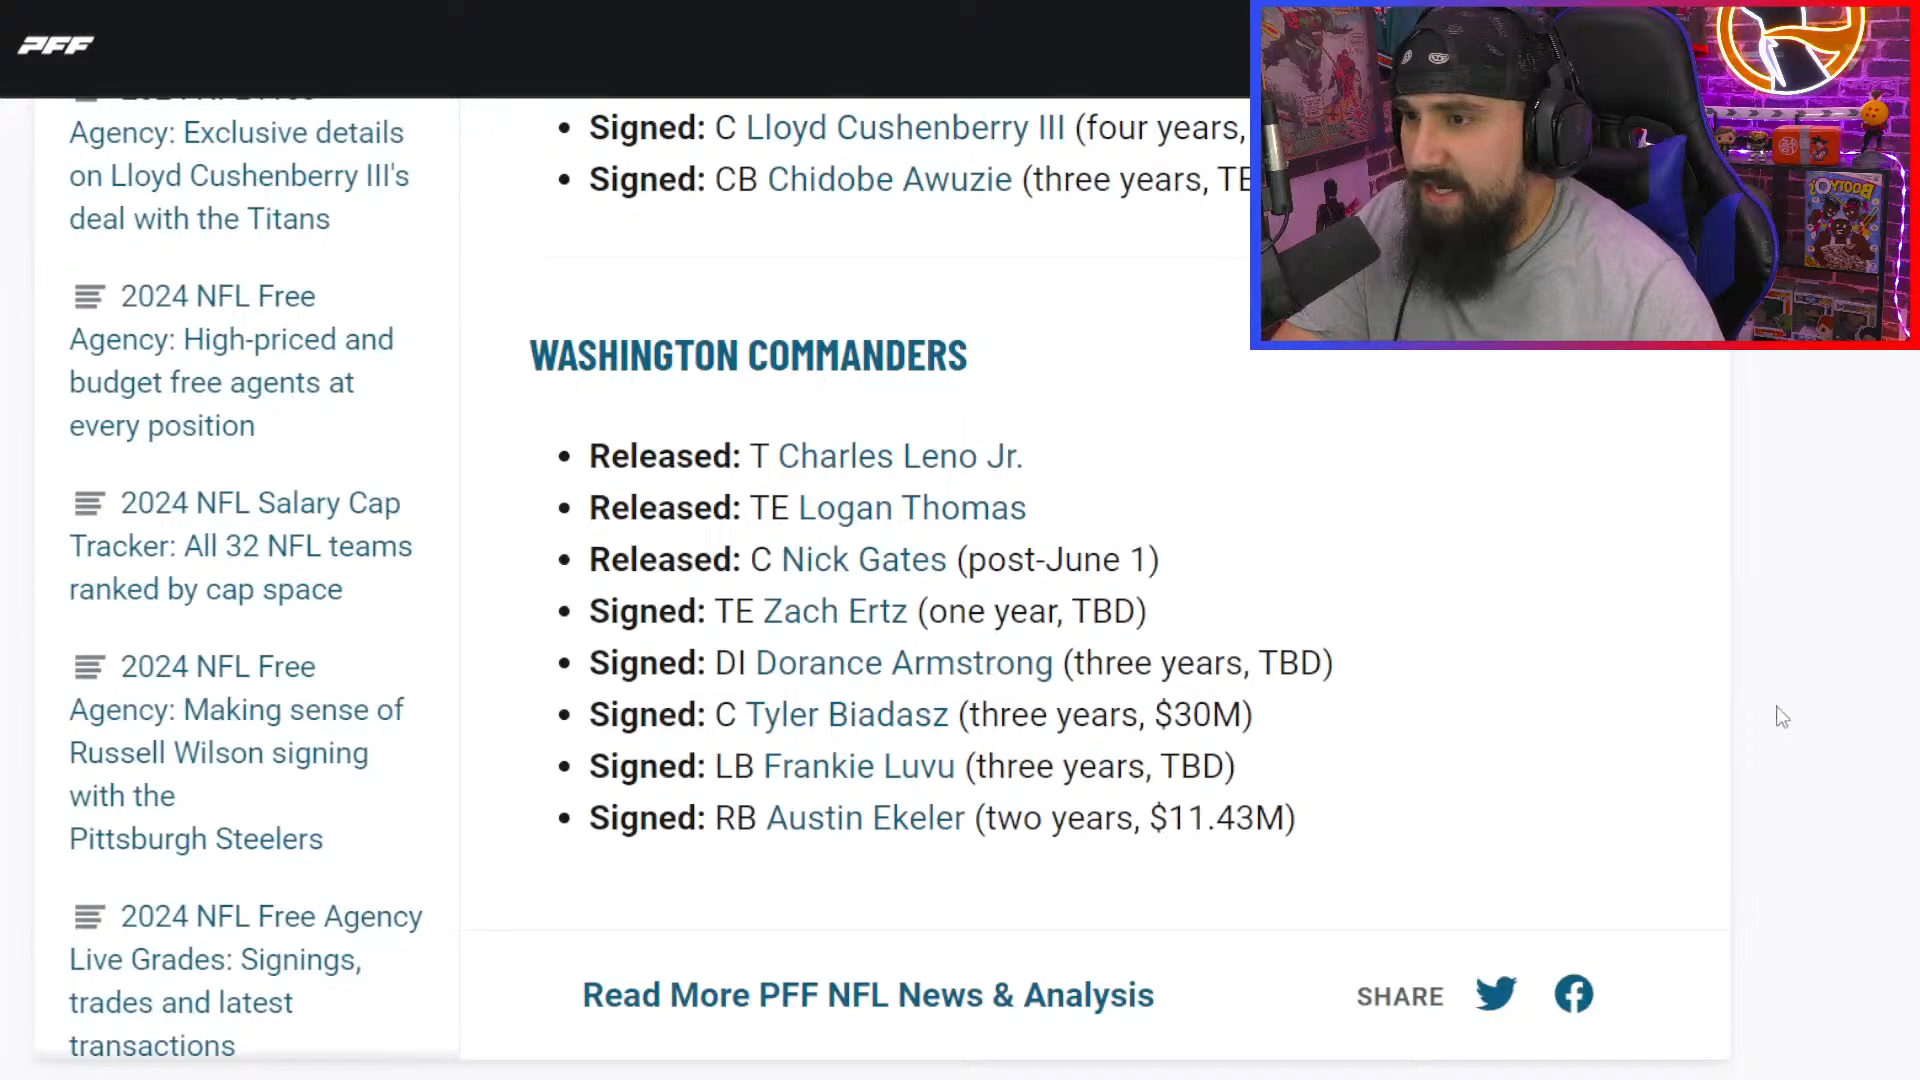 PFF
Agency: Exclusive details
on Lloyd Cushenberry III's
deal with the Titans
2024 NFL Free
Agency: High-priced and
budget free agents at
every position
2024 NFL Salary Cap
Tracker: All 32 NFL teams
ranked by cap space
2024 NFL Free
Agency: Making sense of
Russell Wilson signing
with the
Pittsburgh Steelers
2024 NFL Free Agency
Live Grades: Signings,
trades and latest
transactions
• Signed: C Lloyd Cushenberry III (four years,
• Signed: CB Chidobe Awuzie (three years,
WASHINGTON COMMANDERS
• Released: T Charles Leno Jr.
• Released: TE Logan Thomas
• Released: C Nick Gates (post-June 1)
• Signed: TE Zach Ertz (one year, TBD)
• Signed: DI Dorance Armstrong (three years, TBD)
• Signed: C Tyler Biadasz (three years, $30M)
• Signed: LB Frankie Luvu (three years, TBD)
• Signed: RB Austin Ekeler (two years, $11.43M)
Read More PFF NFL News & Analysis
SHARE